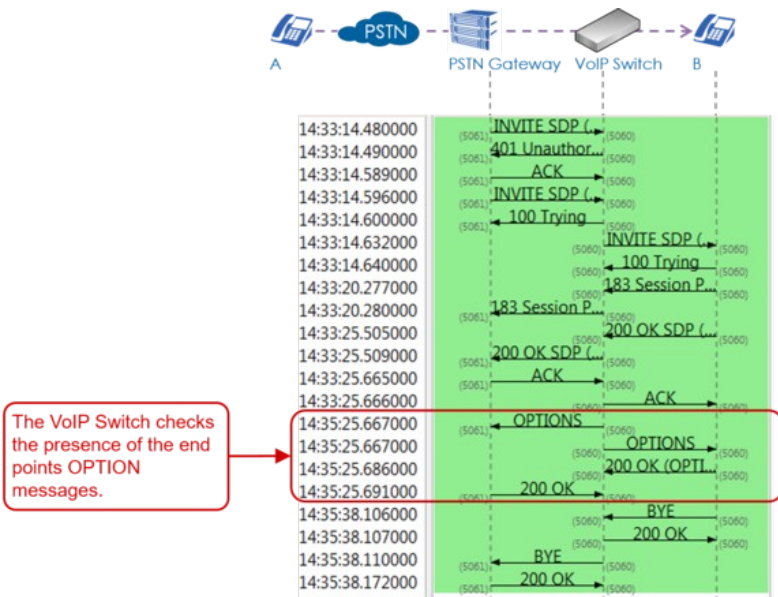 PSTN
A
PSTN Gateway
VoIP Switch
B
14:33:14.480000 (5061) INVITE SDP (... (5060)
14:33:14.490000 (5061) 401 Unauthor... (5060)
14:33:14.589000 (5061) ACK (5060)
14:33:14.596000 (5061) INVITE SDP (... (5060)
14:33:14.600000 (5061) 100 Trying (5060)
14:33:14.632000 (5060) INVITE SDP (... (5060)
14:33:14.640000 (5060) 100 Trying (5060)
14:33:20.277000 (5060) 183 Session P... (5060)
14:33:20.280000 (5061) 183 Session P... (5060)
14:33:25.505000 (5060) 200 OK SDP (... (5060)
14:33:25.509000 (5061) 200 OK SDP (... (5060)
14:33:25.665000 (5061) ACK (5060)
14:33:25.666000 (5060) ACK (5060)
14:35:25.667000 (5061) OPTIONS (5060)
14:35:25.667000 (5060) OPTIONS (5060)
14:35:25.686000 (5060) 200 OK (OPTI... (5060)
14:35:25.691000 (5061) 200 OK (5060)
14:35:38.106000 (5060) BYE (5060)
14:35:38.107000 (5060) 200 OK (5060)
14:35:38.110000 (5061) BYE (5060)
14:35:38.172000 (5061) 200 OK (5060)
The VoIP Switch checks
the presence of the end
points OPTION
messages.